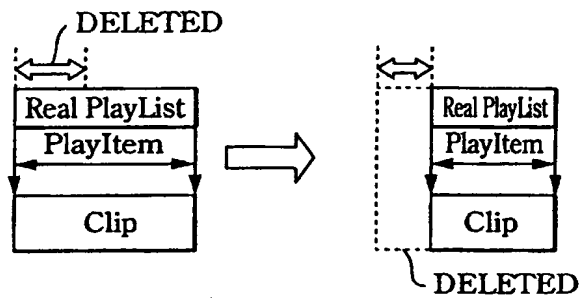 DELETED
Real PlayList
PlayItem
Clip
Real PlayList
PlayItem
Clip
DELETED